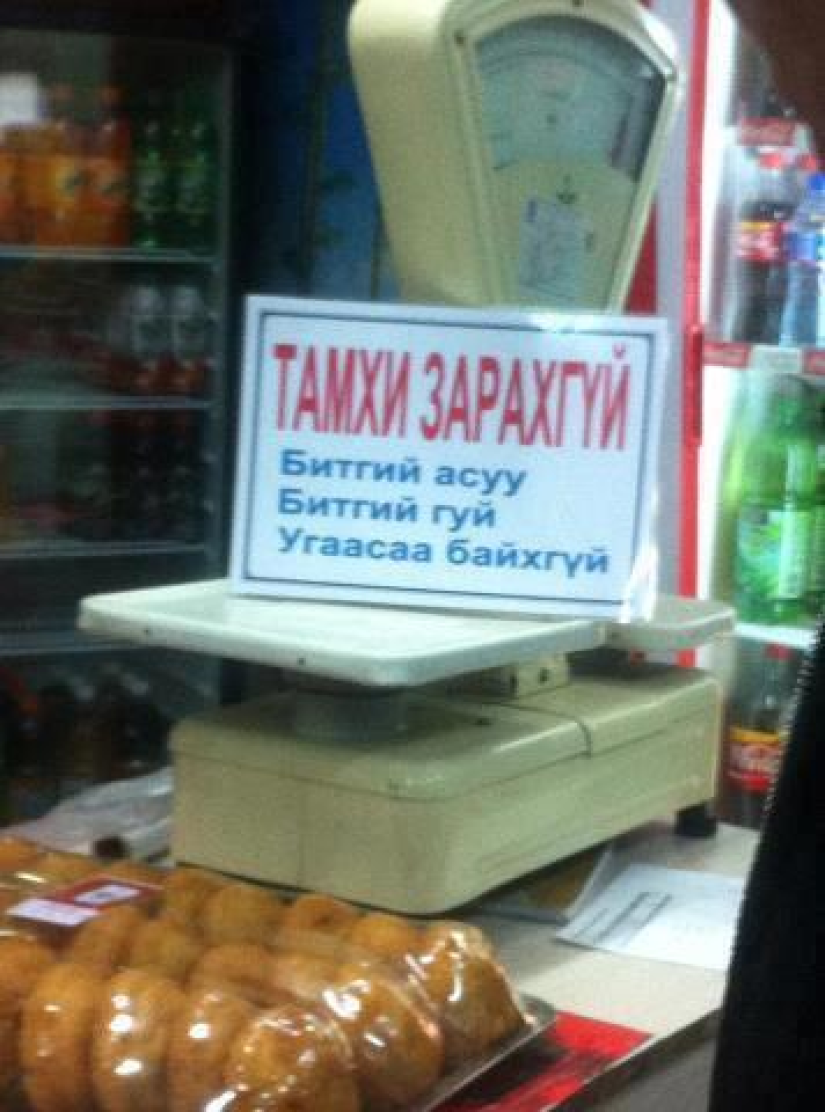 ТАМХИ ЗАРАХГҮЙ
Битгий асуу
Битгий гуй
Угаасаа байхгүй